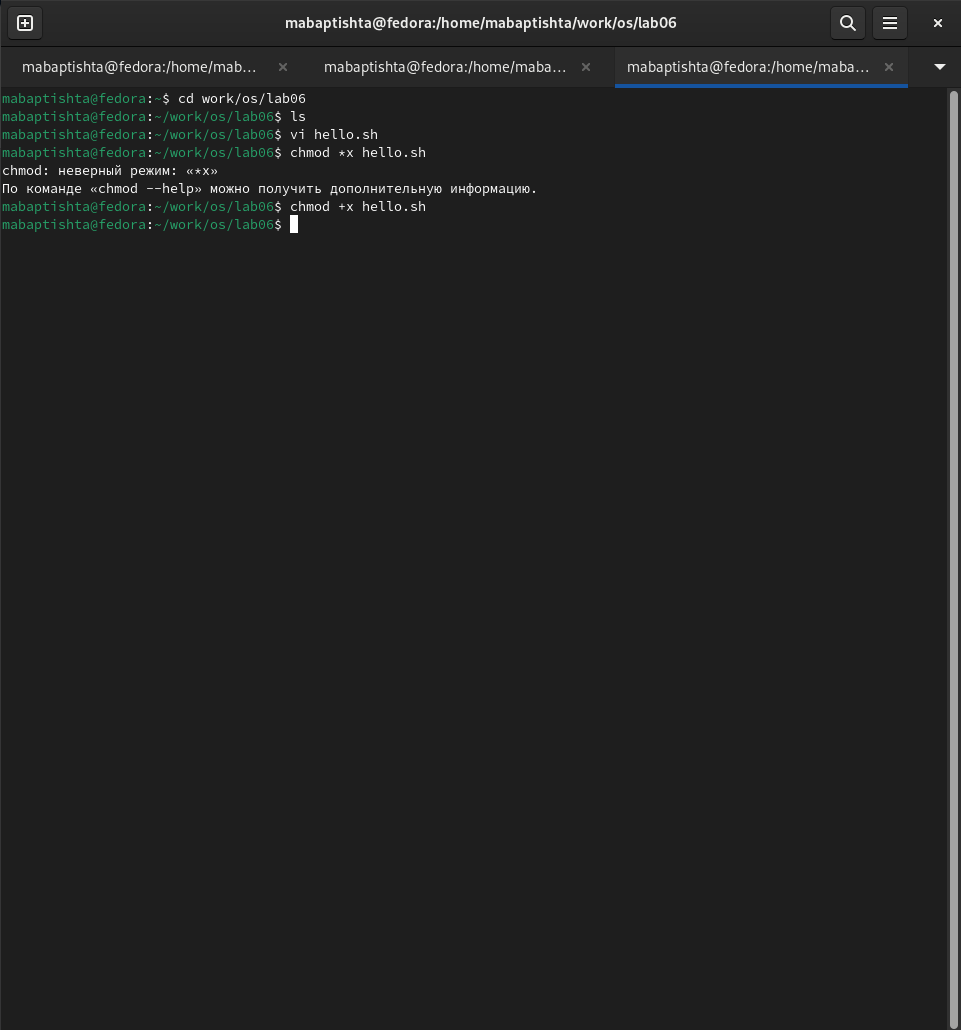 mabaptishta@fedora:/home/mabaptishta/work/os/lab06
mabaptishta@fedora:/home/mab…
mabaptishta@fedora:/home/maba…
mabaptishta@fedora:/home/maba…
mabaptishta@fedora:~$ cd work/os/lab06
mabaptishta@fedora:~/work/os/lab06$ ls
mabaptishta@fedora:~/work/os/lab06$ vi hello.sh
mabaptishta@fedora:~/work/os/lab06$ chmod *x hello.sh
chmod: неверный режим: «*x»
По команде «chmod --help» можно получить дополнительную информацию.
mabaptishta@fedora:~/work/os/lab06$ chmod +x hello.sh
mabaptishta@fedora:~/work/os/lab06$